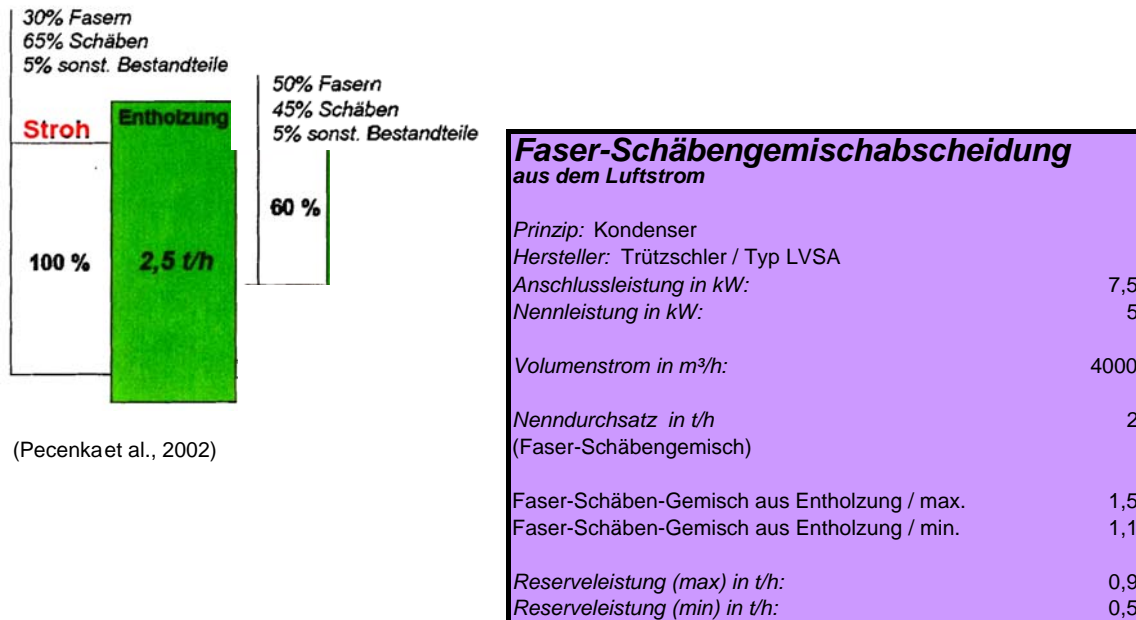 30% Fasern
65% Schäben
5% sonst. Bestandteile
Stroh
Entholzung
50% Fasern
45% Schäben
5% sonst. Bestandteile
100 %
2,5 t/h
60 %
(Pecenkaet al., 2002)
Faser-Schäbengemischabscheidung
aus dem Luftstrom
Prinzip: Kondenser
Hersteller: Trützschler / Typ LVSA
Anschlussleistung in kW: 7,5
Nennleistung in kW: 5
Volumenstrom in m³/h: 4000
Nenndurchsatz in t/h 2
(Faser-Schäbengemisch)
Faser-Schäben-Gemisch aus Entholzung / max. 1,5
Faser-Schäben-Gemisch aus Entholzung / min. 1,1
Reserveleistung (max) in t/h: 0,9
Reserveleistung (min) in t/h: 0,5